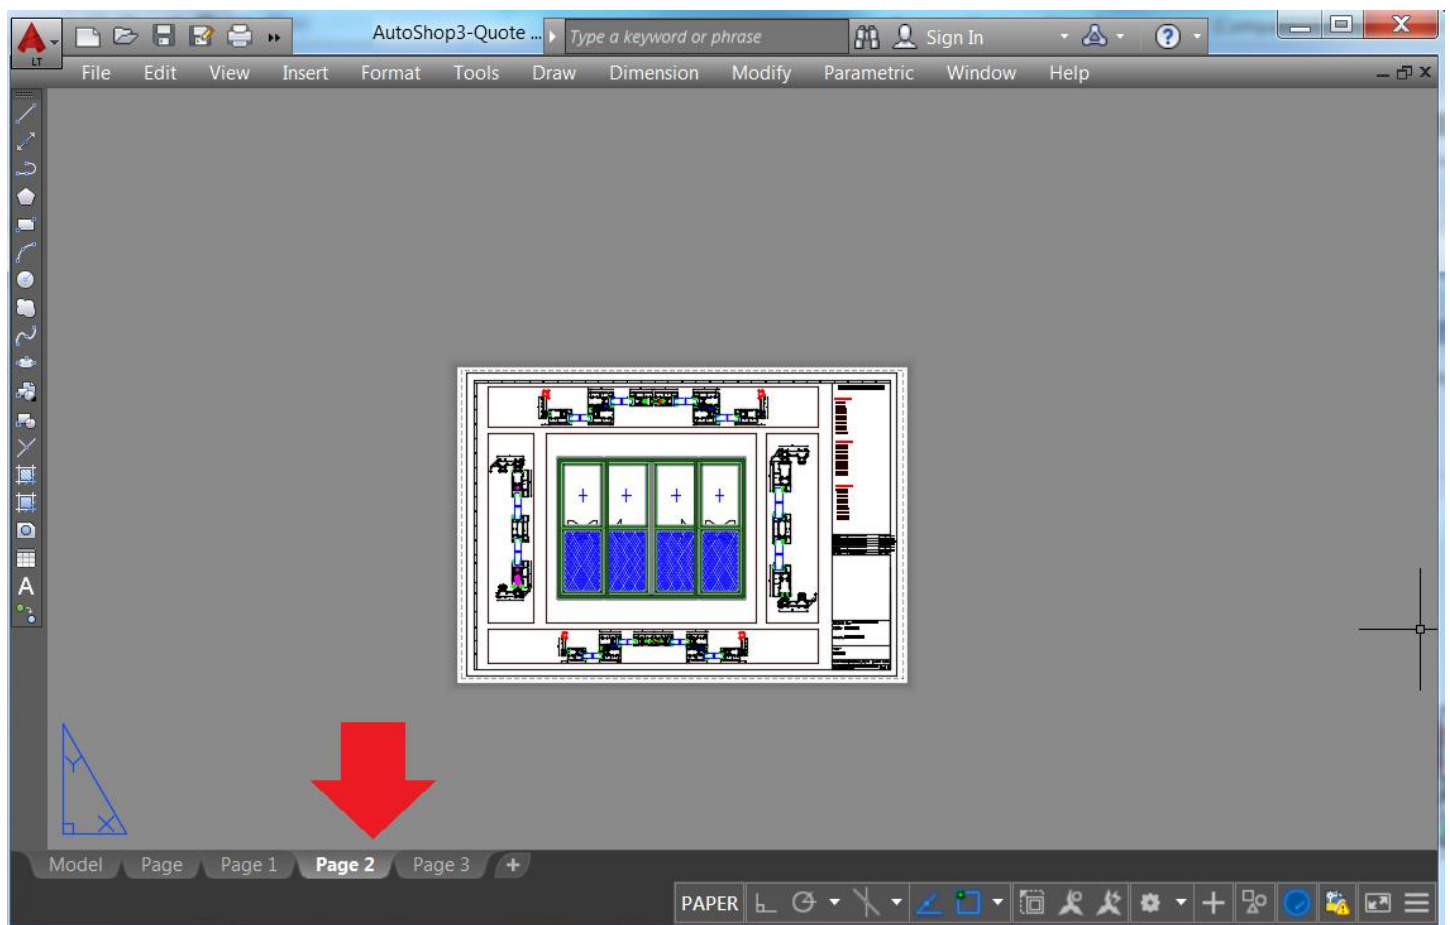 LT
AutoShop3-Quote ...
Type a keyword or phrase
Sign In
File Edit View Insert Format Tools Draw Dimension Modify Parametric Window Help
A
Y
X
Model Page Page 1 Page 2 Page 3 +
PAPER